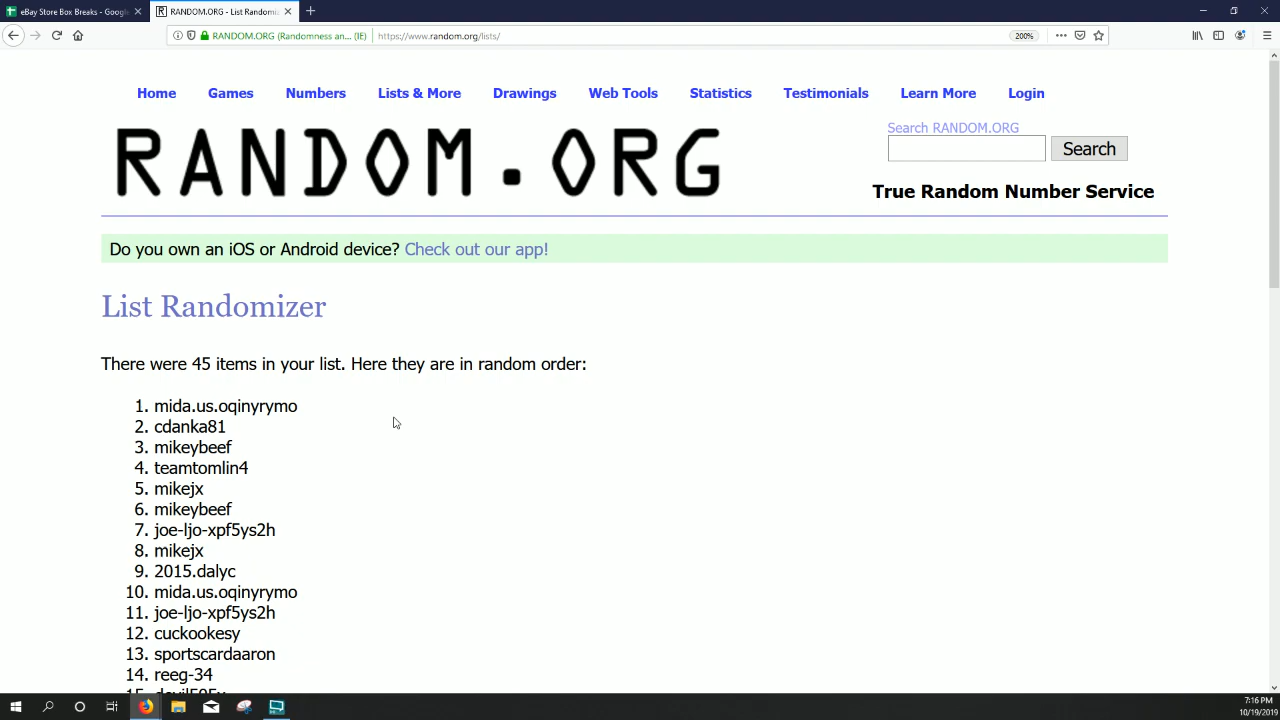 eBay Store Box Breaks - Google
RANDOM.ORG - List Randomiz
RANDOM.ORG (Randomness an... (IE)
https://www.random.org/lists/
200%
Home Games Numbers Lists & More Drawings Web Tools Statistics Testimonials Learn More Login
RANDOM.ORG
Search RANDOM.ORG
Search
True Random Number Service
Do you own an iOS or Android device? Check out our app!
List Randomizer
There were 45 items in your list. Here they are in random order:
1. mida.us.oqinyrymo
2. cdanka81
3. mikeybeef
4. teamtomlin4
5. mikejx
6. mikeybeef
7. joe-ljo-xpf5ys2h
8. mikejx
9. 2015.dalyc
10. mida.us.oqinyrymo
11. joe-ljo-xpf5ys2h
12. cuckookesy
13. sportscardaaron
14. reeg-34
7:16 PM
10/19/2019